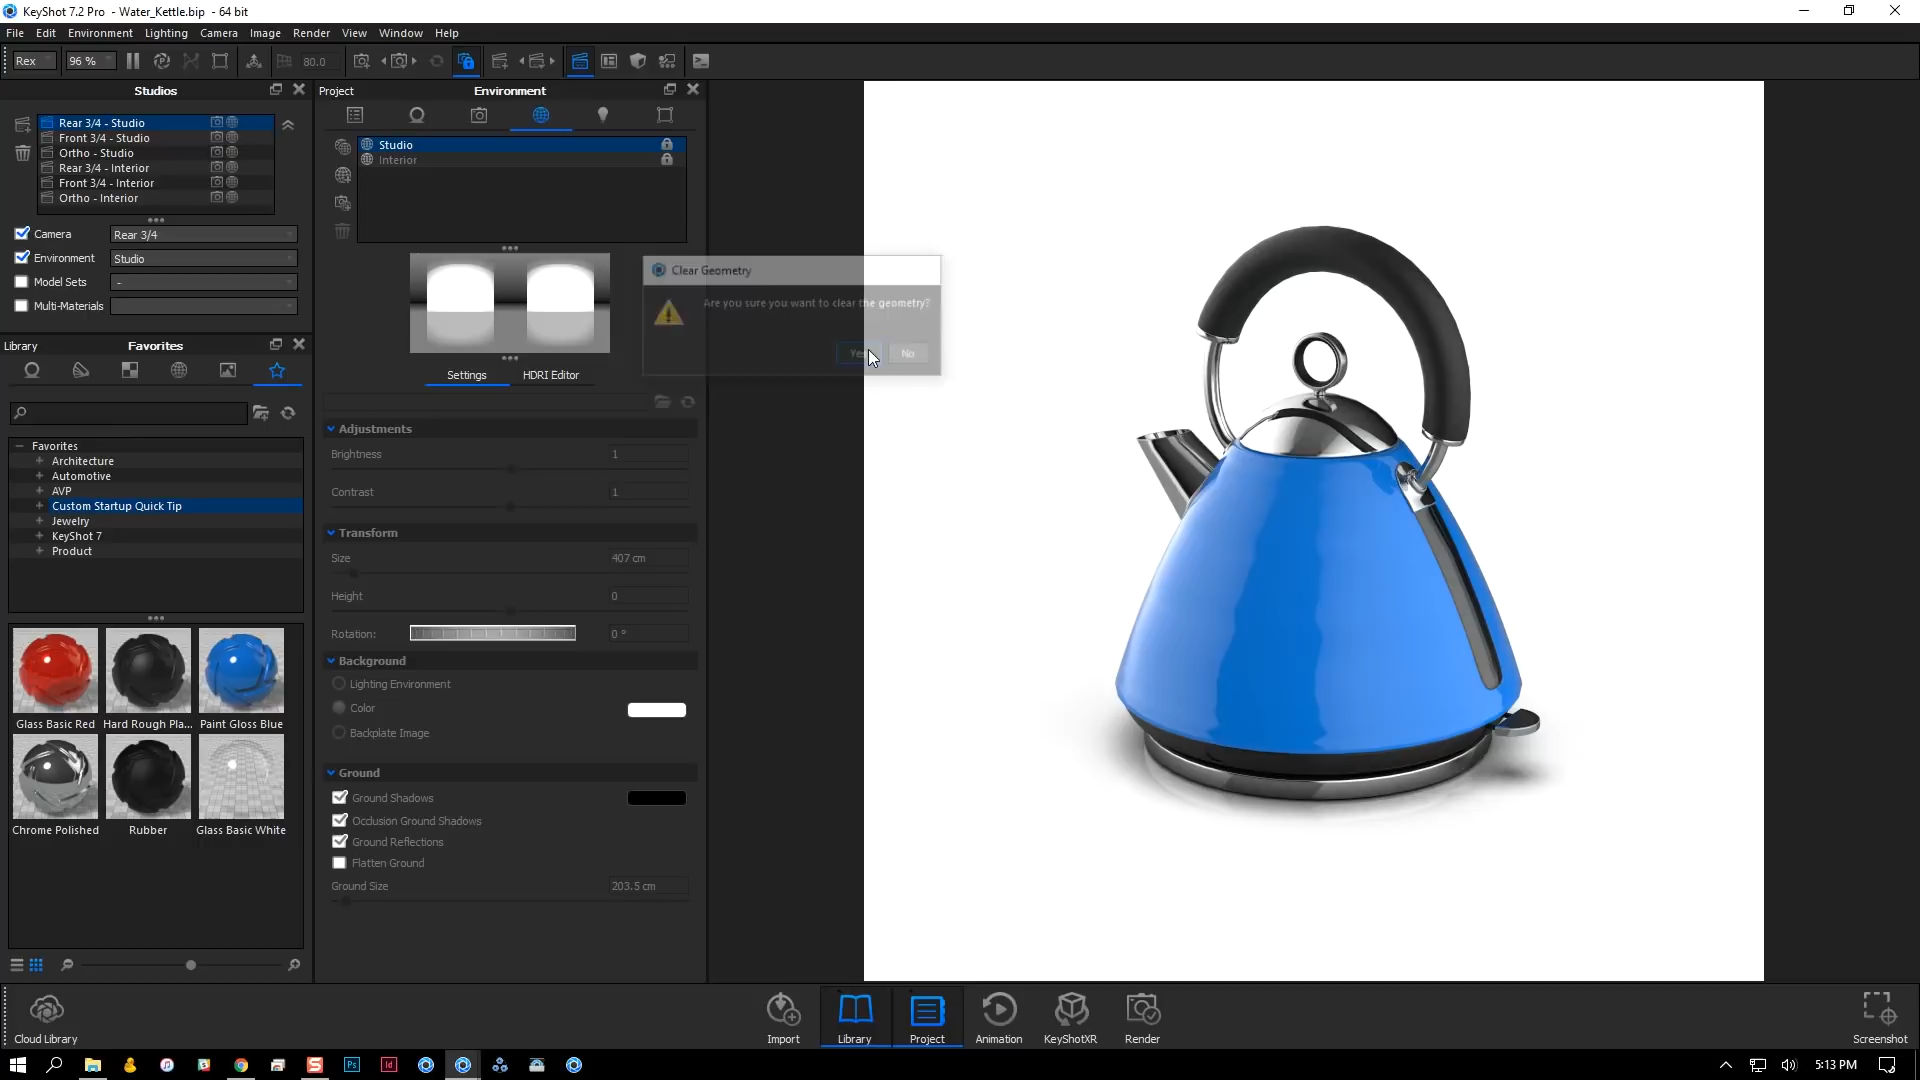 KeyShot 7.2 Pro - Water_Kettle.bip - 64 bit
File Edit Environment Lighting Camera Image Render View Window Help
Rex 96 % 80.0
Studios
Rear 3/4 - Studio
Front 3/4 - Studio
Ortho - Studio
Rear 3/4 - Interior
Front 3/4 - Interior
Ortho - Interior
Camera Rear 3/4
Environment Studio
Model Sets -
Multi-Materials
Library Favorites
Favorites
Architecture
Automotive
AVP
Custom Startup Quick Tip
Jewelry
KeyShot 7
Product
Glass Basic Red Hard Rough Pla... Paint Gloss Blue
Chrome Polished Rubber Glass Basic White
Project Environment
Studio
Interior
Settings HDRI Editor
Adjustments
Brightness 1
Contrast 1
Transform
Size 407 cm
Height 0
Rotation: 0 °
Background
Lighting Environment
Color
Backplate Image
Ground
Ground Shadows
Occlusion Ground Shadows
Ground Reflections
Flatten Ground
Ground Size 203.5 cm
Clear Geometry
Are you sure you want to clear the geometry?
Yes No
Cloud Library Import Library Project Animation KeyShotXR Render Screenshot
S Ps Id
5:13 PM